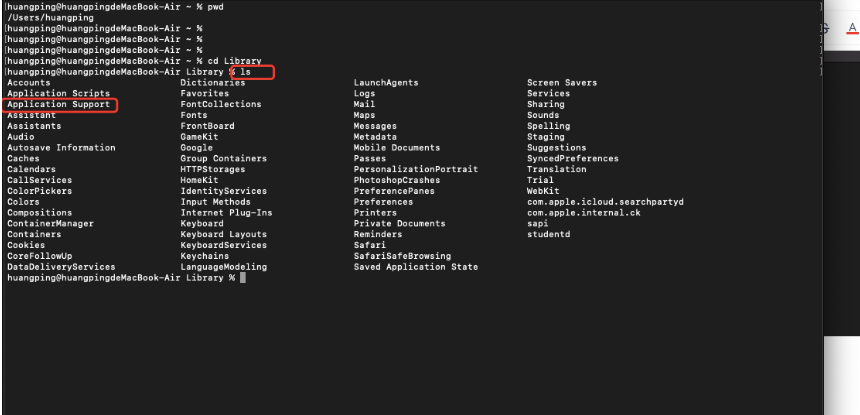 [huangping@huangpingdeMacBook-Air ~ % pwd ]
/Users/huangping
[huangping@huangpingdeMacBook-Air ~ %
[huangping@huangpingdeMacBook-Air ~ % ]
[huangping@huangpingdeMacBook-Air ~ % ]
[huangping@huangpingdeMacBook-Air ~ % cd Library ]
[huangping@huangpingdeMacBook-Air Library % ls ]
Accounts Dictionaries LaunchAgents Screen Savers
Application Scripts Favorites Logs Services
Application Support FontCollections Mail Sharing
Assistant Fonts Maps Sounds
Assistants FrontBoard Messages Spelling
Audio GameKit Metadata Staging
Autosave Information Google Mobile Documents Suggestions
Caches Group Containers Passes SyncedPreferences
Calendars HTTPStorages PersonalizationPortrait Translation
CallServices HomeKit PhotoshopCrashes Trial
ColorPickers IdentityServices PreferencePanes WebKit
Colors Input Methods Preferences com.apple.icloud.searchpartyd
Compositions Internet Plug-Ins Printers com.apple.internal.ck
ContainerManager Keyboard Private Documents sapi
Containers Keyboard Layouts Reminders studentd
Cookies KeyboardServices Safari
CoreFollowUp Keychains SafariSafeBrowsing
DataDeliveryServices LanguageModeling Saved Application State
huangping@huangpingdeMacBook-Air Library %
A